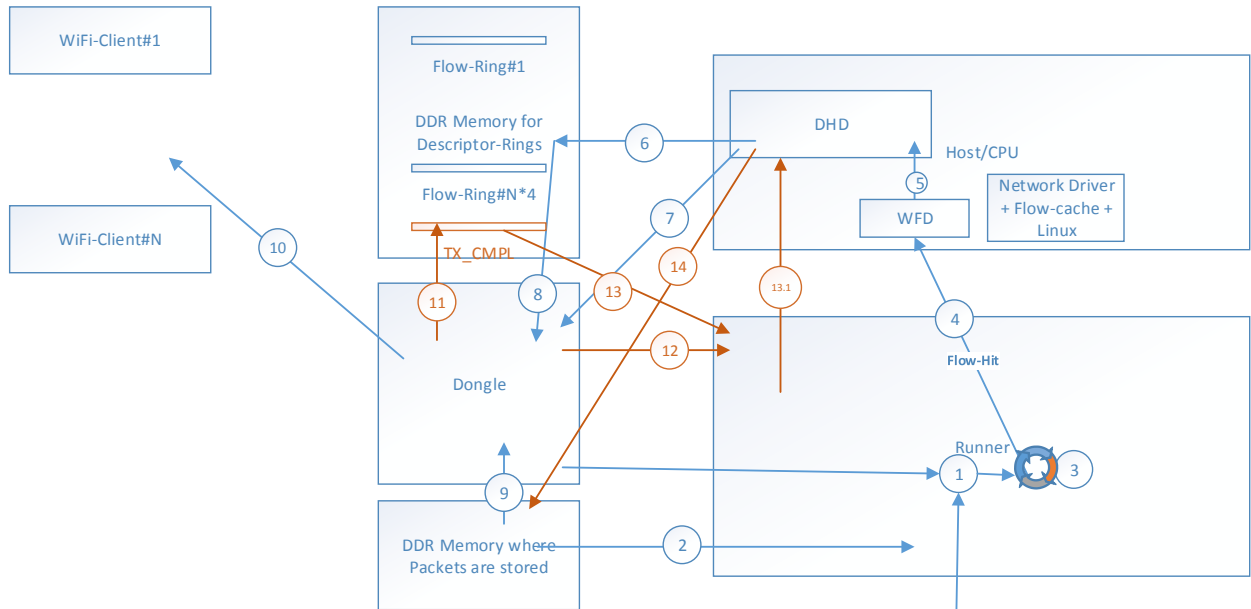 WiFi-Client#1
WiFi-Client#N
10
Flow-Ring#1
DDR Memory for
Descriptor-Rings
Flow-Ring#N*4
TX_CMPL
11
8
Dongle
9
DDR Memory where
Packets are stored
6
7
14
13
12
2
DHD
Host/CPU
5
WFD
Network Driver
+ Flow-cache +
Linux
13.1
4
Flow-Hit
Runner
1
3